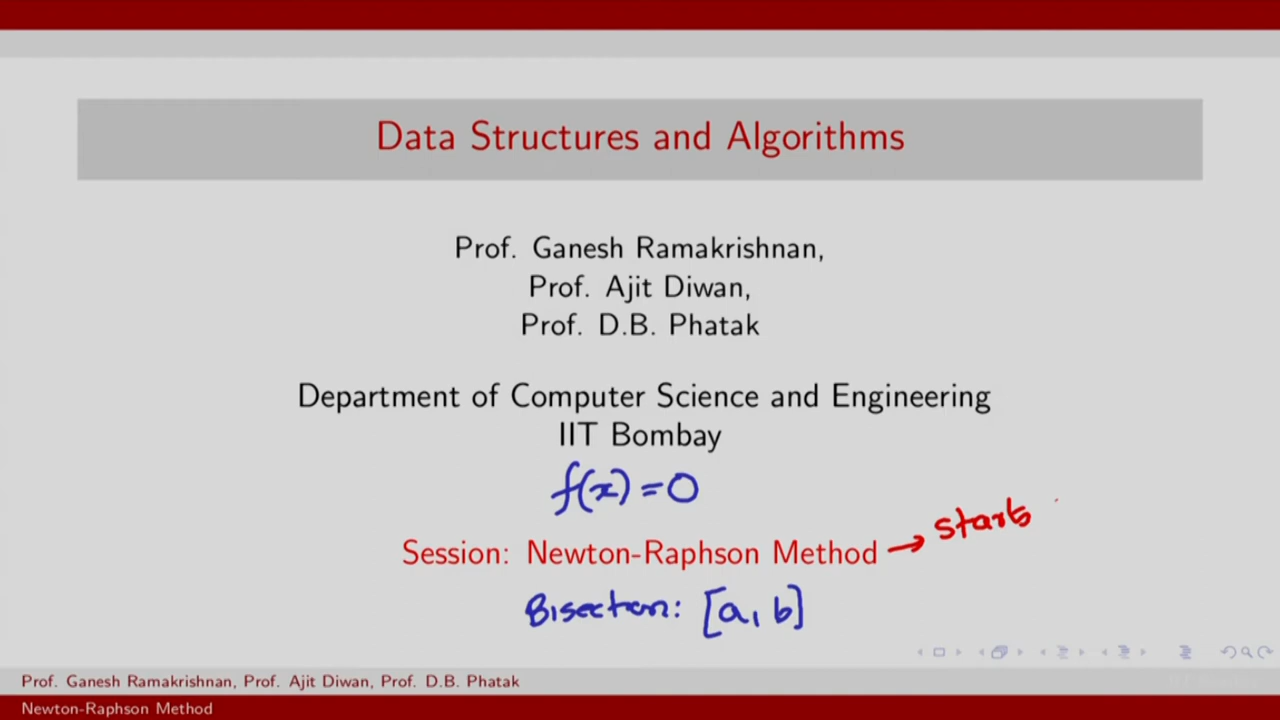 Data Structures and Algorithms
Prof. Ganesh Ramakrishnan,
Prof. Ajit Diwan,
Prof. D.B. Phatak
Department of Computer Science and Engineering
IIT Bombay
f(x)=0
Session: Newton-Raphson Method → starts
Bisection: [a, b]
Prof. Ganesh Ramakrishnan, Prof. Ajit Diwan, Prof. D.B. Phatak
Newton-Raphson Method